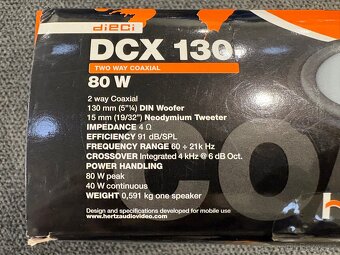 dieci
DCX 130
TWO WAY COAXIAL
80 W
2 way Coaxial
130 mm (5"¼) DIN Woofer
15 mm (19/32") Neodymium Tweeter
IMPEDANCE 4 Ω
EFFICIENCY 91 dB/SPL
FREQUENCY RANGE 60 ÷ 21k Hz
CROSSOVER Integrated 4 kHz @ 6 dB Oct.
POWER HANDLING
80 W peak
40 W continuous
WEIGHT 0,591 kg one speaker
Design and specifications developed for mobile use
www.hertzaudiovideo.com